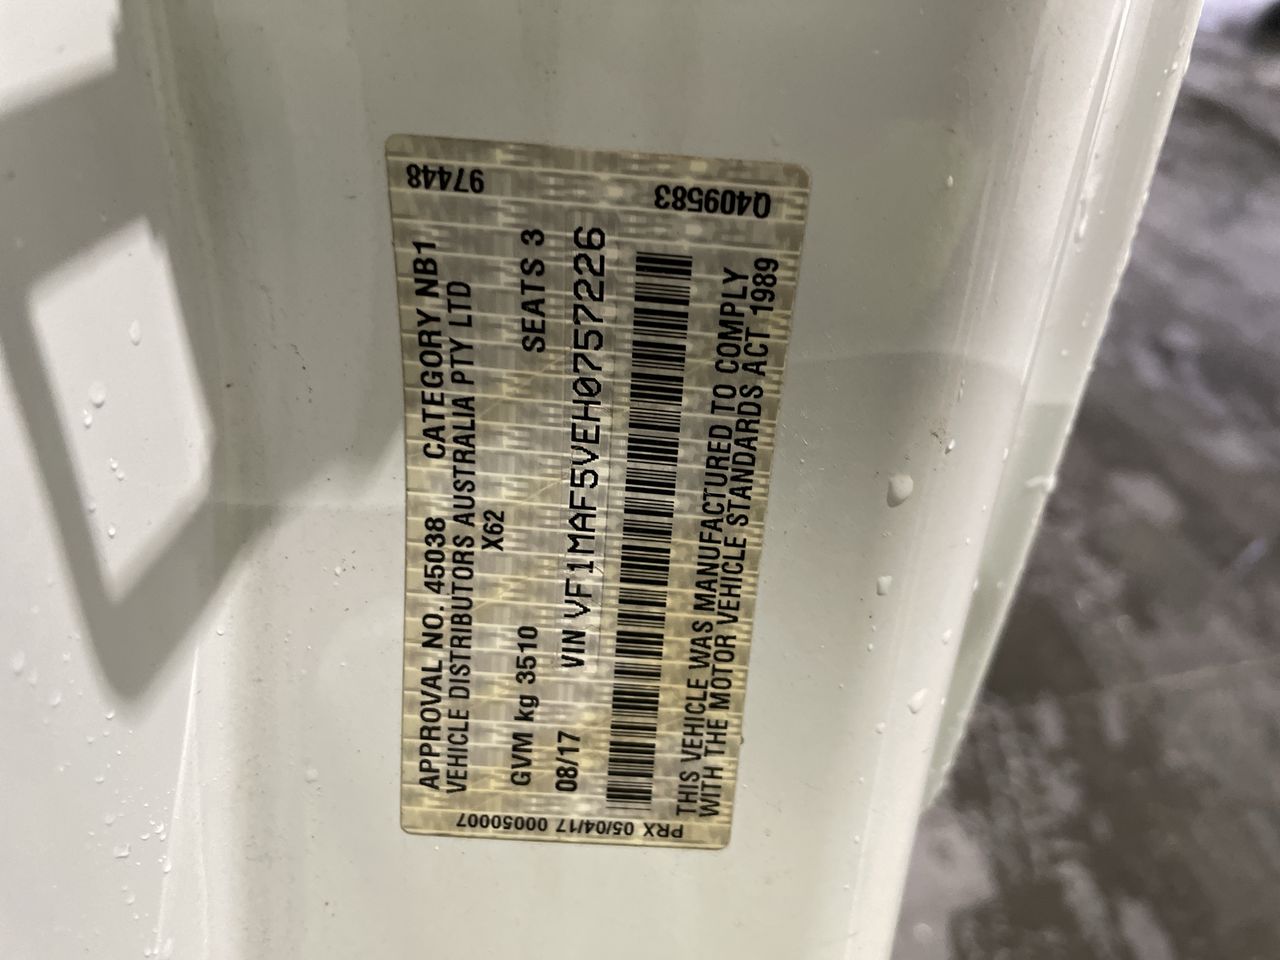 APPROVAL NO. 45038 CATEGORY NB1
VEHICLE DISTRIBUTORS AUSTRALIA PTY LTD
X62
GVM kg 3510 SEATS 3
08/17 VIN VF1MAF5VEH0757226
THIS VEHICLE WAS MANUFACTURED TO COMPLY
WITH THE MOTOR VEHICLE STANDARDS ACT 1989
97448
Q409583
PRX 05/04/17 00050007